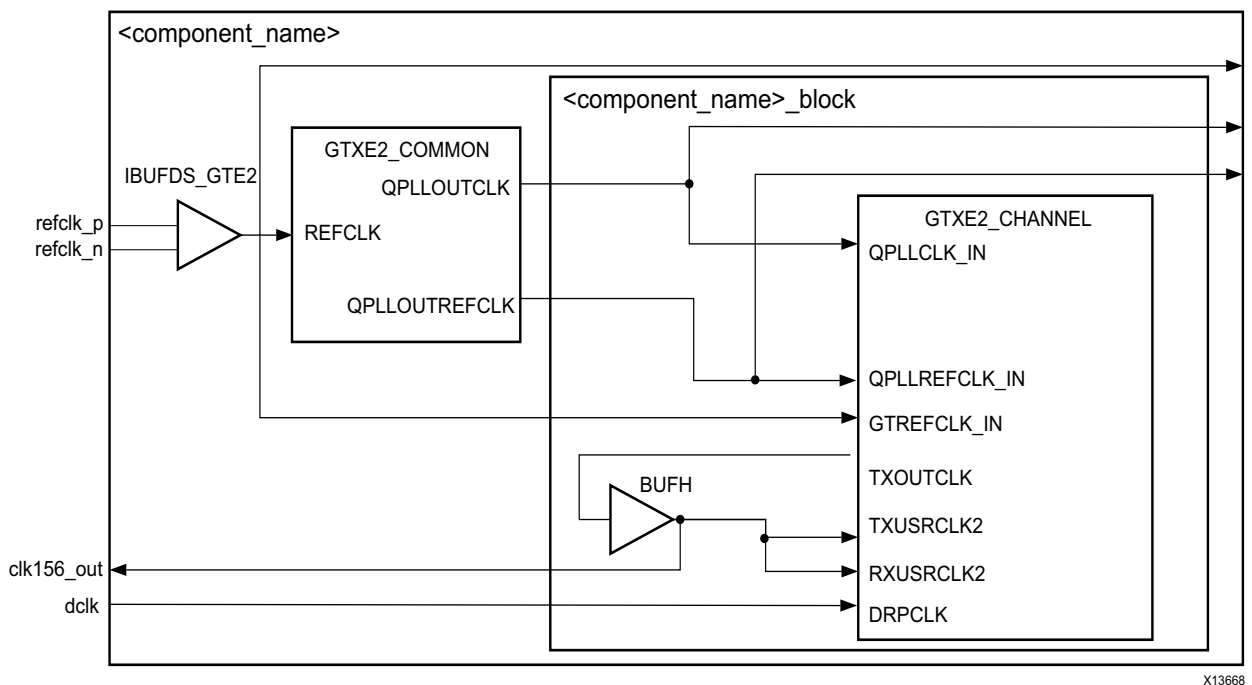 <component_name>
<component_name>_block
GTXE2_COMMON
IBUFDS_GTE2
QPLLOUTCLK
refclk_p
refclk_n
REFCLK
QPLLOUTREFCLK
GTXE2_CHANNEL
QPLLCLK_IN
QPLLREFCLK_IN
GTREFCLK_IN
TXOUTCLK
BUFH
TXUSRCLK2
RXUSRCLK2
DRPCLK
clk156_out
dclk
X13668